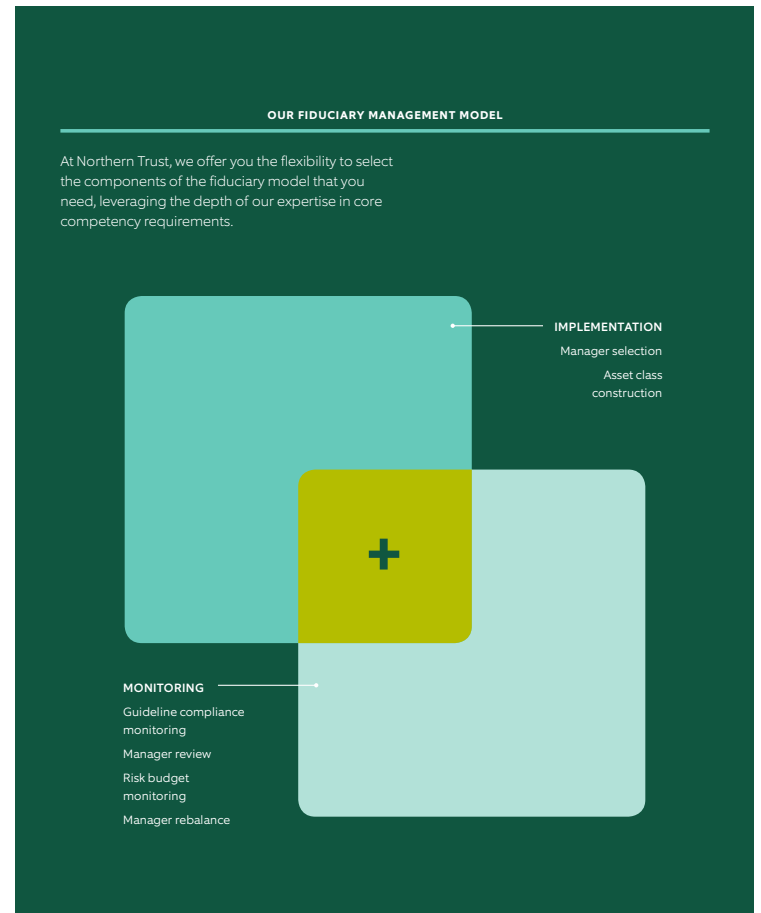 OUR FIDUCIARY MANAGEMENT MODEL
At Northern Trust, we offer you the flexibility to select
the components of the fiduciary model that you
need, leveraging the depth of our expertise in core
competency requirements.
IMPLEMENTATION
Manager selection
Asset class
construction
+
MONITORING
Guideline compliance
monitoring
Manager review
Risk budget
monitoring
Manager rebalance